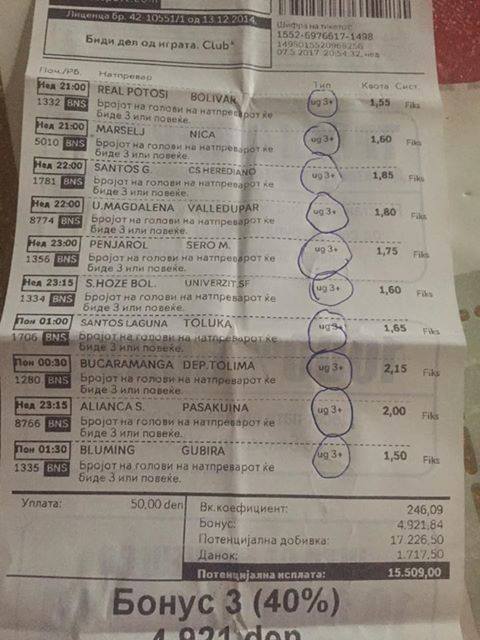 Лиценца бр. 42-10551/1 од 13.12.2014
Биди дел од играта. Club*
Шифра на тикетот:
1552-6976617-1498
1495015520968256
07.5.2017 20:54:32, нед
Поч./Рб. Натпревар Тип Квота Сист.
Нед 21:00 REAL POTOSI BOLIVAR ug 3+ 1,55 Fiks
1332 BNS Бројот на голови на натпреварот ќе
биде 3 или повеќе.
Нед 21:00 MARSELJ NICA ug 3+ 1,60 Fiks
5010 BNS Бројот на голови на натпреварот ќе
биде 3 или повеќе.
Нед 22:00 SANTOS G. CS HEREDIANO ug 3+ 1,85 Fiks
1781 BNS Бројот на голови на натпреварот ќе
биде 3 или повеќе.
Нед 22:00 U.MAGDALENA VALLEDUPAR ug 3+ 1,80 Fiks
8774 BNS Бројот на голови на натпреварот ќе
биде 3 или повеќе.
Нед 23:00 PENJAROL SERO M. ug 3+ 1,75 Fiks
1356 BNS Бројот на голови на натпреварот ќе
биде 3 или повеќе.
Нед 23:15 S.HOZE BOL. UNIVERZIT.SF ug 3+ 1,60 Fiks
1334 BNS Бројот на голови на натпреварот ќе
биде 3 или повеќе.
Пон 01:00 SANTOS LAGUNA TOLUKA ug 3+ 1,65 Fiks
1706 BNS Бројот на голови на натпреварот ќе
биде 3 или повеќе.
Пон 00:30 BUCARAMANGA DEP.TOLIMA ug 3+ 2,15 Fiks
1280 BNS Бројот на голови на натпреварот ќе
биде 3 или повеќе.
Нед 23:15 ALIANCA S. PASAKUINA ug 3+ 2,00 Fiks
8766 BNS Бројот на голови на натпреварот ќе
биде 3 или повеќе.
Пон 01:30 BLUMING GUBIRA ug 3+ 1,50 Fiks
1335 BNS Бројот на голови на натпреварот ќе
биде 3 или повеќе.
Уплата: 50,00 den Вк.коефициент: 246,09
Бонус: 4.921,84
Потенцијална добивка: 17.226,50
Данок: 1.717,50
Потенцијална исплата: 15.509,00
Бонус 3 (40%)
4.921 den